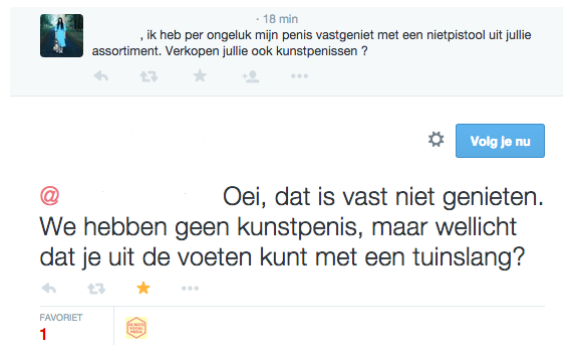 · 18 min
, ik heb per ongeluk mijn penis vastgeniet met een nietpistool uit jullie
assortiment. Verkopen jullie ook kunstpenissen ?
Volg je nu
@ Oei, dat is vast niet genieten.
We hebben geen kunstpenis, maar wellicht
dat je uit de voeten kunt met een tuinslang?
FAVORIET
1